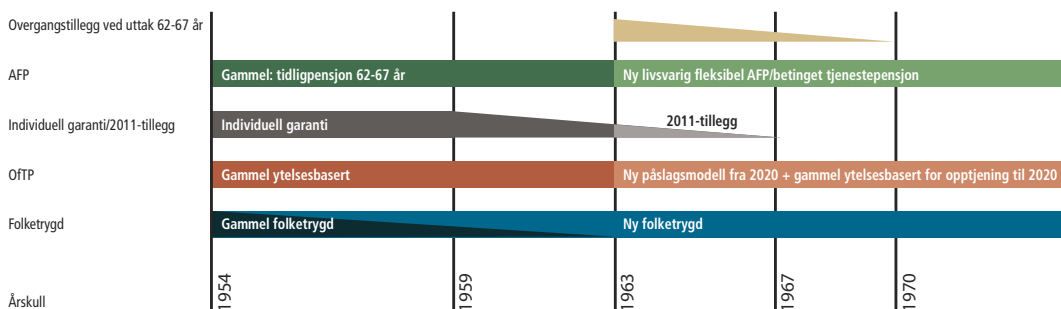 Overgangstillegg ved uttak 62-67 år
AFP
Gammel: tidligpensjon 62-67 år
Ny livsvarig fleksibel AFP/betinget tjenestepensjon
Individuell garanti/2011-tillegg
Individuell garanti
2011-tillegg
OfTP
Gammel ytelsesbasert
Ny påslagsmodell fra 2020 + gammel ytelsesbasert for opptjening til 2020
Folketrygd
Gammel folketrygd
Ny folketrygd
Årskull
1954
1959
1963
1967
1970